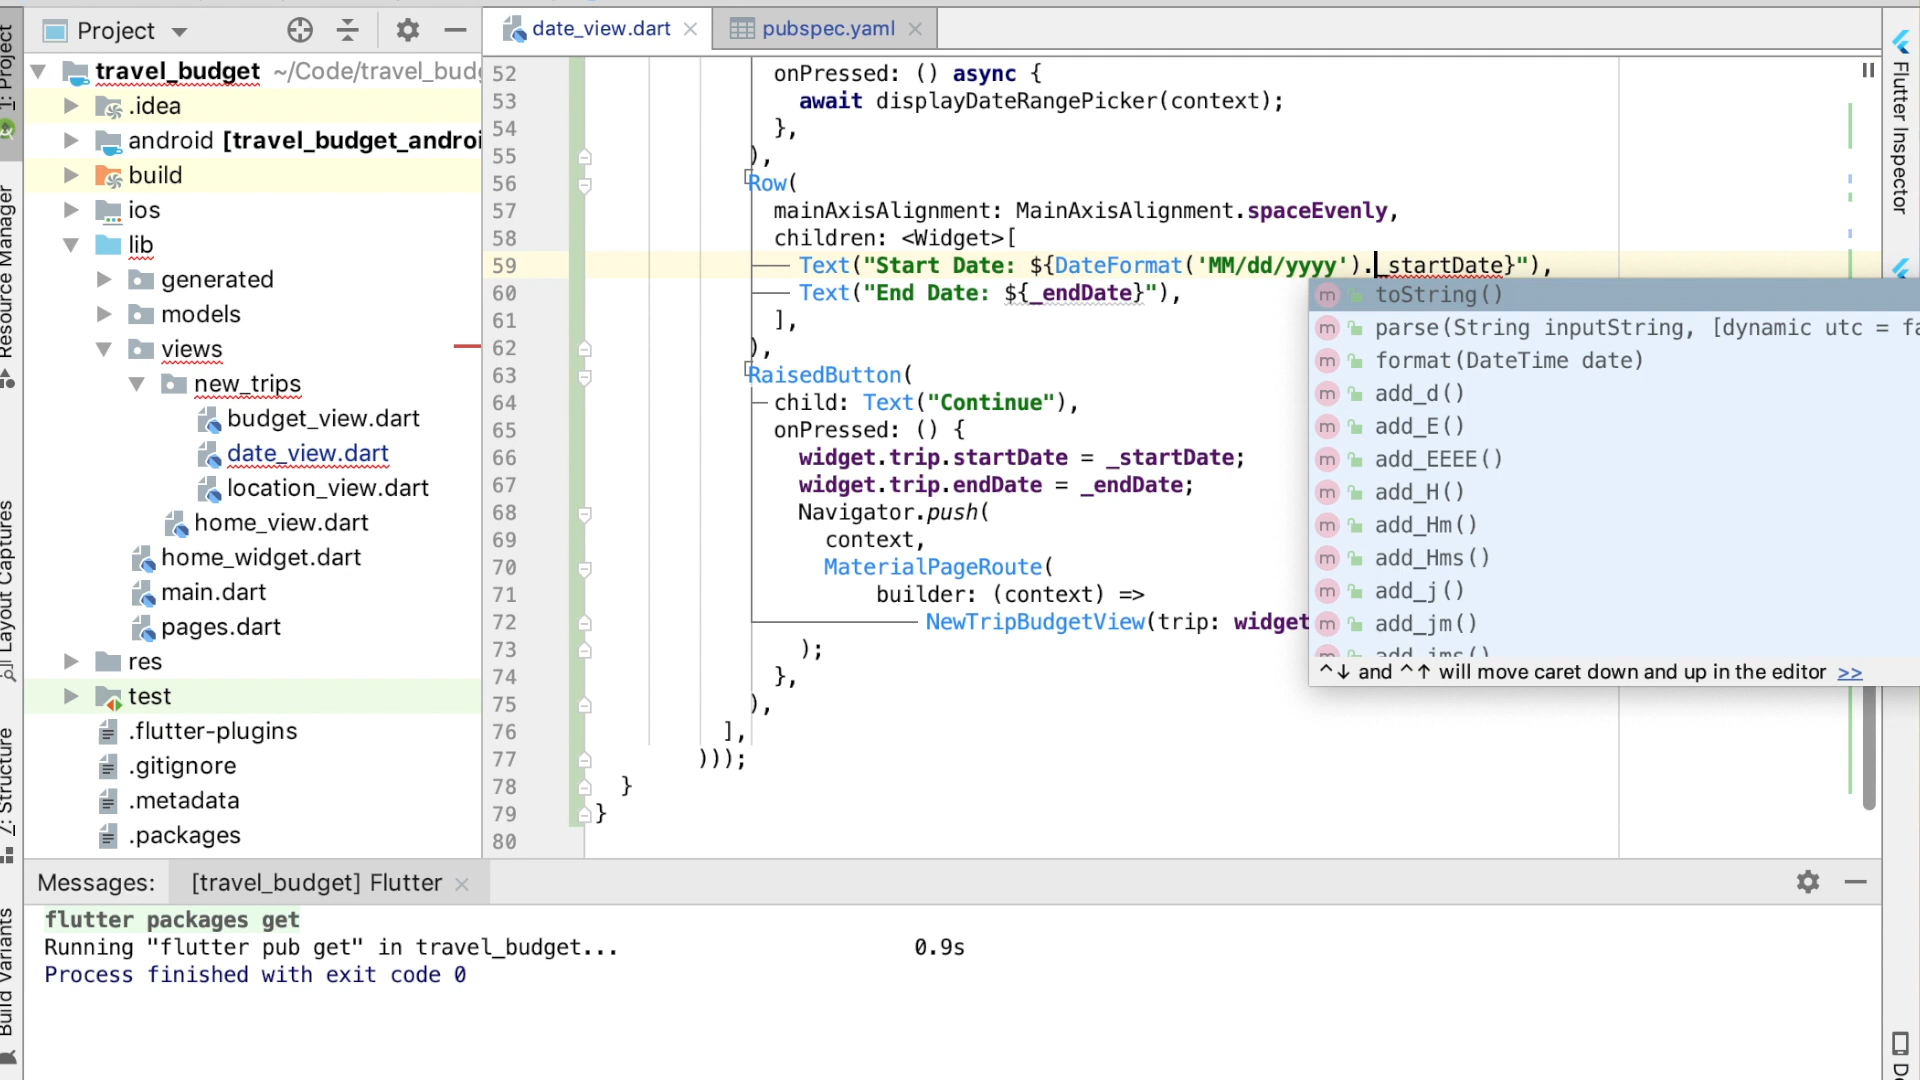 Project
date_view.dart
pubspec.yaml
1: Project
Resource Manager
Layout Captures
Z: Structure
Build Variants
travel_budget ~/Code/travel_budg
.idea
android [travel_budget_androi
build
ios
lib
generated
models
views
new_trips
budget_view.dart
date_view.dart
location_view.dart
home_view.dart
home_widget.dart
main.dart
pages.dart
res
test
.flutter-plugins
.gitignore
.metadata
.packages
52 onPressed: () async {
53 await displayDateRangePicker(context);
54 },
55 ),
56 Row(
57 mainAxisAlignment: MainAxisAlignment.spaceEvenly,
58 children: <Widget>[
59 Text("Start Date: ${DateFormat('MM/dd/yyyy')._startDate}"),
60 Text("End Date: ${_endDate}"),
61 ],
62 ),
63 RaisedButton(
64 child: Text("Continue"),
65 onPressed: () {
66 widget.trip.startDate = _startDate;
67 widget.trip.endDate = _endDate;
68 Navigator.push(
69 context,
70 MaterialPageRoute(
71 builder: (context) =>
72 NewTripBudgetView(trip: widget
73 );
74 },
75 ),
76 ],
77 )));
78 }
79 }
80
m toString()
m parse(String inputString, [dynamic utc = fa
m format(DateTime date)
m add_d()
m add_E()
m add_EEEE()
m add_H()
m add_Hm()
m add_Hms()
m add_j()
m add_jm()
m add_jms()
^↓ and ^↑ will move caret down and up in the editor >>
Flutter Inspector
Messages: [travel_budget] Flutter
flutter packages get
Running "flutter pub get" in travel_budget... 0.9s
Process finished with exit code 0